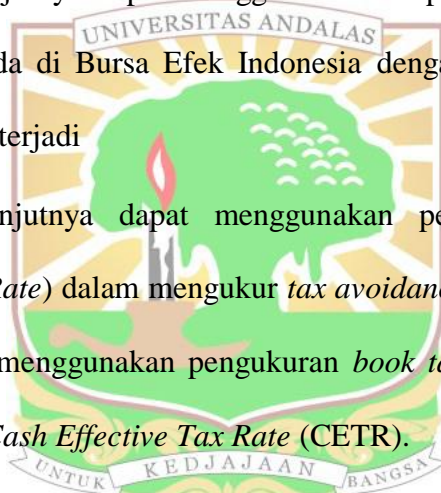 UNIVERSITAS ANDALAS
da di Bursa Efek Indonesia denga
terjadi
njutnya dapat menggunakan pe
Rate) dalam mengukur tax avoidanc
menggunakan pengukuran book ta
Cash Effective Tax Rate (CETR).
UNTUK KEDJAJAAN BANGSA